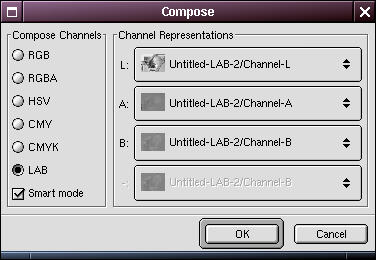 Compose
Compose Channels
RGB
RGBA
HSV
CMY
CMYK
LAB
Smart mode
Channel Representations
L: Untitled-LAB-2/Channel-L
A: Untitled-LAB-2/Channel-A
B: Untitled-LAB-2/Channel-B
-: Untitled-LAB-2/Channel-B
OK Cancel